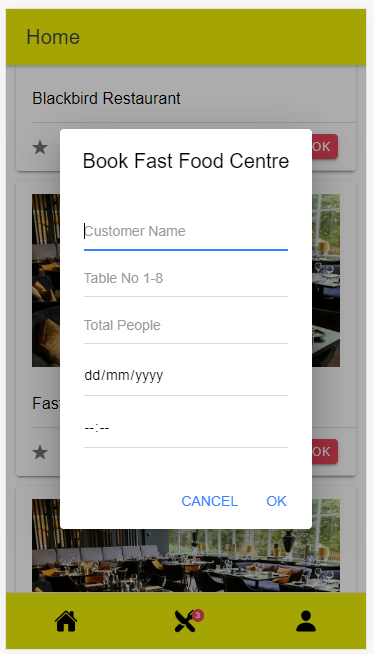 Home
Blackbird Restaurant
OK
Book Fast Food Centre
Customer Name
Table No 1-8
Total People
dd/mm/yyyy
--:--
Fas
OK
CANCEL OK
3